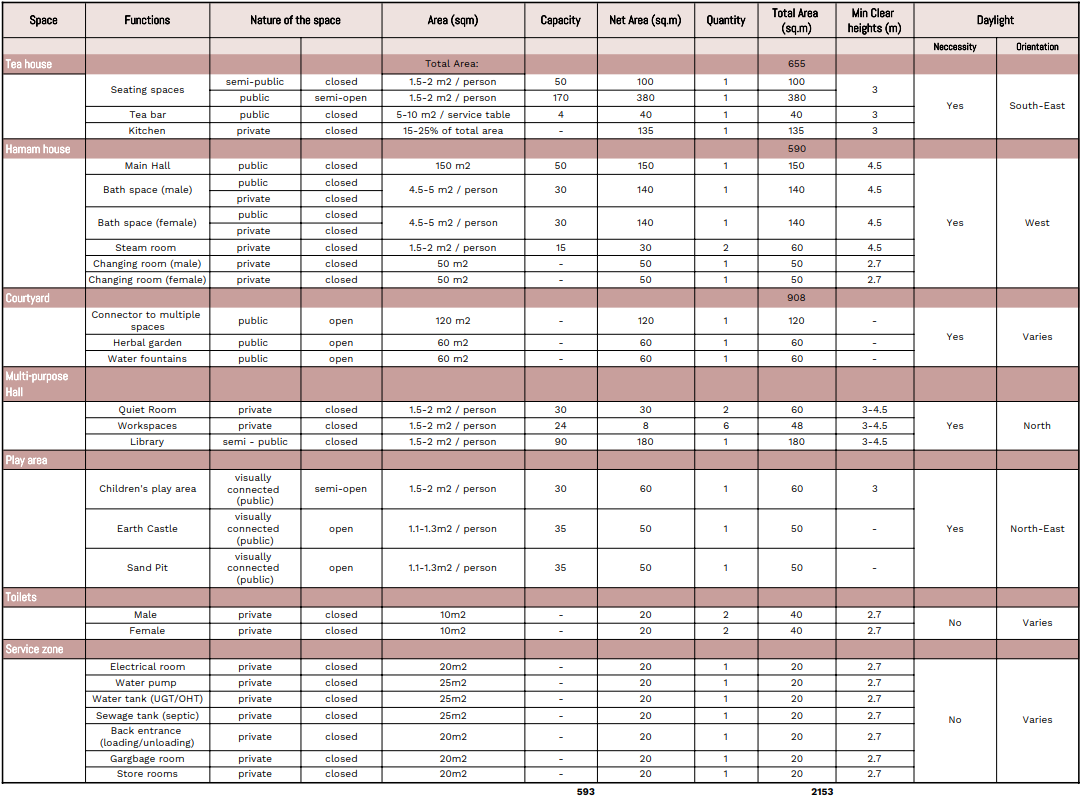 Space Functions Nature of the space Area (sqm) Capacity Net Area (sq.m) Quantity Total Area (sq.m) Min Clear heights (m) Daylight
Neccessity Orientation
Tea house Total Area: 655
Seating spaces semi-public closed 1.5-2 m2 / person 50 100 1 100 3 Yes South-East
public semi-open 1.5-2 m2 / person 170 380 1 380
Tea bar public closed 5-10 m2 / service table 4 40 1 40 3
Kitchen private closed 15-25% of total area - 135 1 135 3
Hamam house 590
Main Hall public closed 150 m2 50 150 1 150 4.5 Yes West
Bath space (male) public closed 4.5-5 m2 / person 30 140 1 140 4.5
private closed
Bath space (female) public closed 4.5-5 m2 / person 30 140 1 140 4.5
private closed
Steam room private closed 1.5-2 m2 / person 15 30 2 60 4.5
Changing room (male) private closed 50 m2 - 50 1 50 2.7
Changing room (female) private closed 50 m2 - 50 1 50 2.7
Courtyard 908
Connector to multiple spaces public open 120 m2 - 120 1 120 - Yes Varies
Herbal garden public open 60 m2 - 60 1 60 -
Water fountains public open 60 m2 - 60 1 60 -
Multi-purpose Hall
Quiet Room private closed 1.5-2 m2 / person 30 30 2 60 3-4.5 Yes North
Workspaces private closed 1.5-2 m2 / person 24 8 6 48 3-4.5
Library semi - public closed 1.5-2 m2 / person 90 180 1 180 3-4.5
Play area
Children's play area visually connected (public) semi-open 1.5-2 m2 / person 30 60 1 60 3 Yes North-East
Earth Castle visually connected (public) open 1.1-1.3m2 / person 35 50 1 50 -
Sand Pit visually connected (public) open 1.1-1.3m2 / person 35 50 1 50 -
Toilets
Male private closed 10m2 - 20 2 40 2.7 No Varies
Female private closed 10m2 - 20 2 40 2.7
Service zone
Electrical room private closed 20m2 - 20 1 20 2.7 No Varies
Water pump private closed 25m2 - 20 1 20 2.7
Water tank (UGT/OHT) private closed 25m2 - 20 1 20 2.7
Sewage tank (septic) private closed 25m2 - 20 1 20 2.7
Back entrance (loading/unloading) private closed 20m2 - 20 1 20 2.7
Gargbage room private closed 20m2 - 20 1 20 2.7
Store rooms private closed 20m2 - 20 1 20 2.7
593 2153